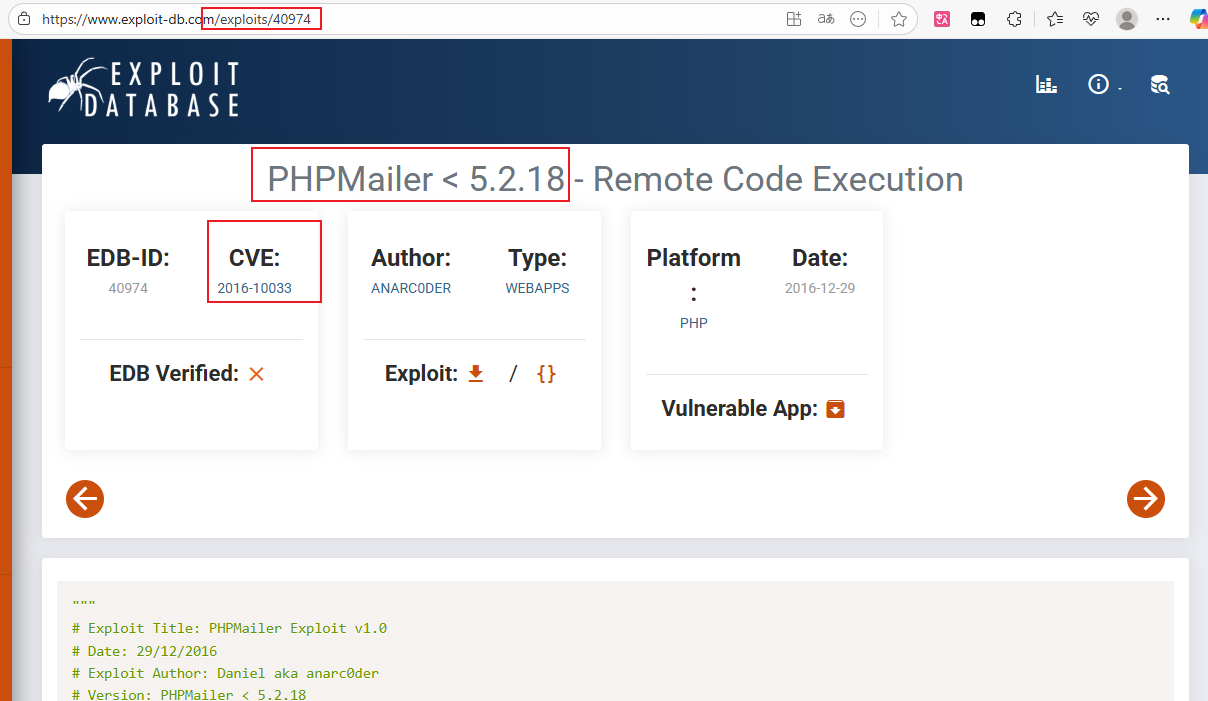 https://www.exploit-db.com/exploits/40974
EXPLOIT
DATABASE
PHPMailer < 5.2.18 - Remote Code Execution
EDB-ID:
40974
CVE:
2016-10033
EDB Verified:
Author:
ANARC0DER
Type:
WEBAPPS
Exploit: / {}
Platform
:
PHP
Date:
2016-12-29
Vulnerable App:
"""
# Exploit Title: PHPMailer Exploit v1.0
# Date: 29/12/2016
# Exploit Author: Daniel aka anarc0der
# Version: PHPMailer < 5.2.18